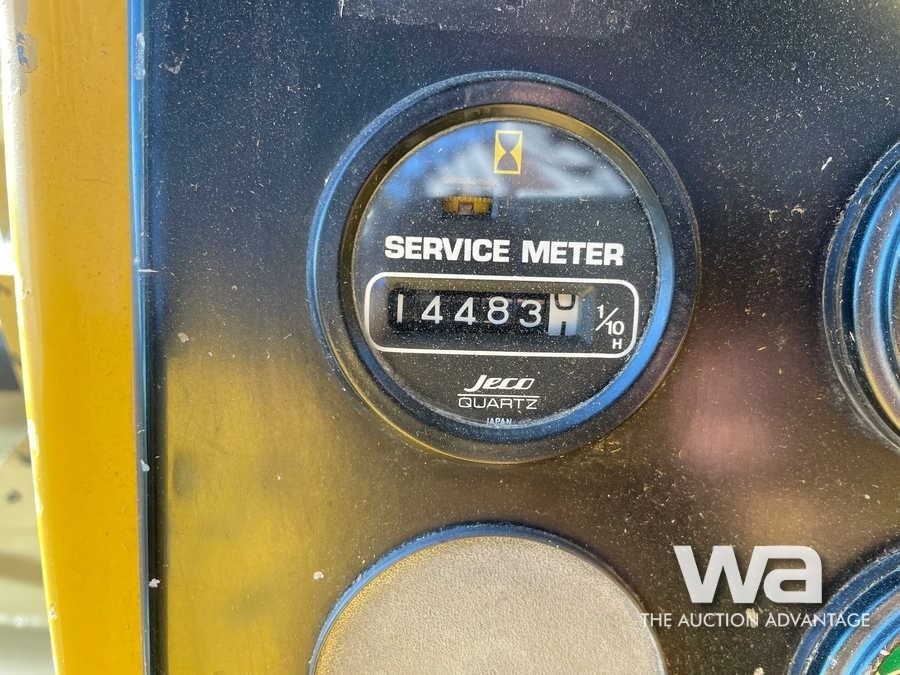 SERVICE METER
14483
1/10
H
Jeco
QUARTZ
JAPAN
wa
THE AUCTION ADVANTAGE